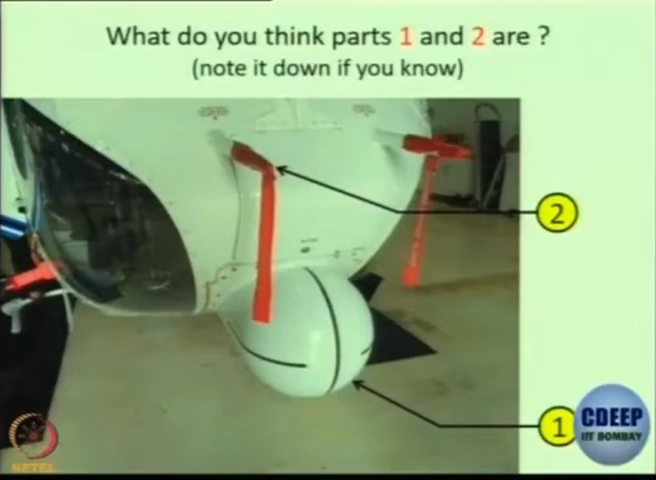 What do you think parts 1 and 2 are ?
(note it down if you know)
2
1
CDEEP
IIT BOMBAY
NPTEL